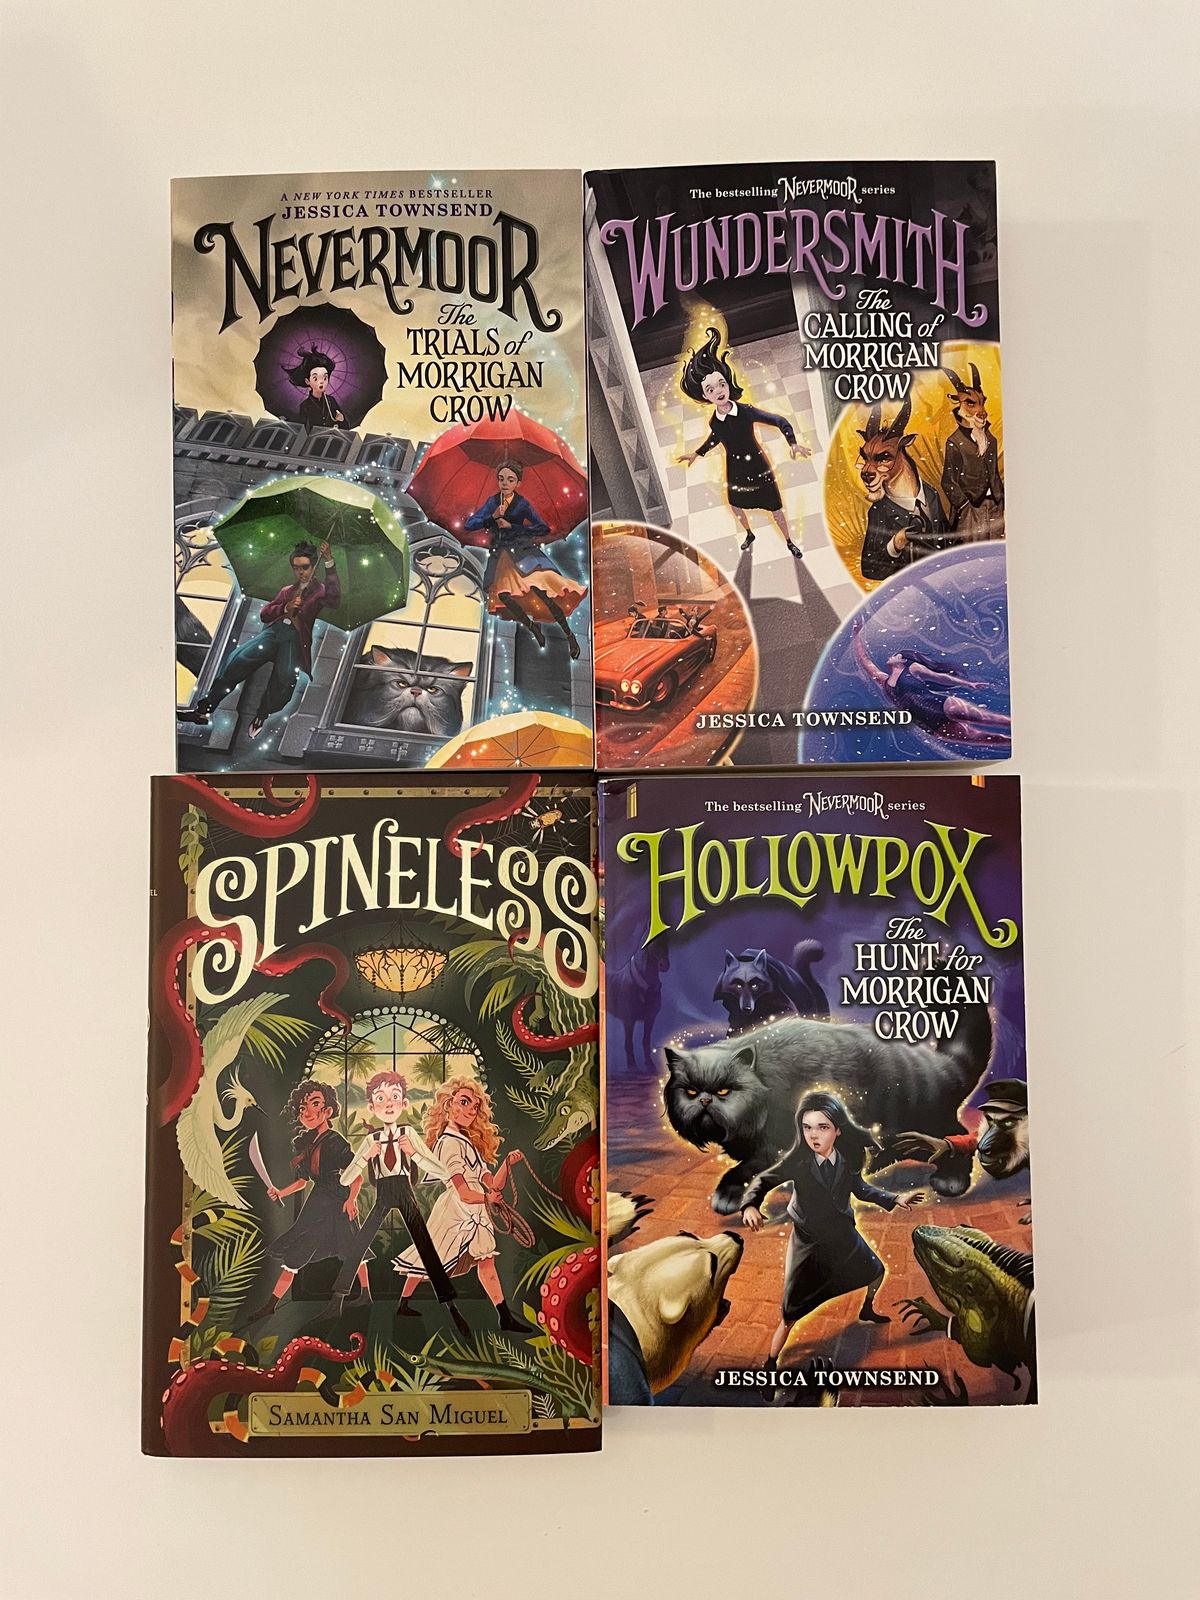 A NEW YORK TIMES BESTSELLER
JESSICA TOWNSEND
NEVERMOOR
The
TRIALS of
MORRIGAN
CROW
The bestselling NEVERMOOR series
WUNDERSMITH
The
CALLING of
MORRIGAN
CROW
JESSICA TOWNSEND
SPINELESS
SAMANTHA SAN MIGUEL
The bestselling NEVERMOOR series
HOLLOWPOX
The
HUNT for
MORRIGAN
CROW
JESSICA TOWNSEND